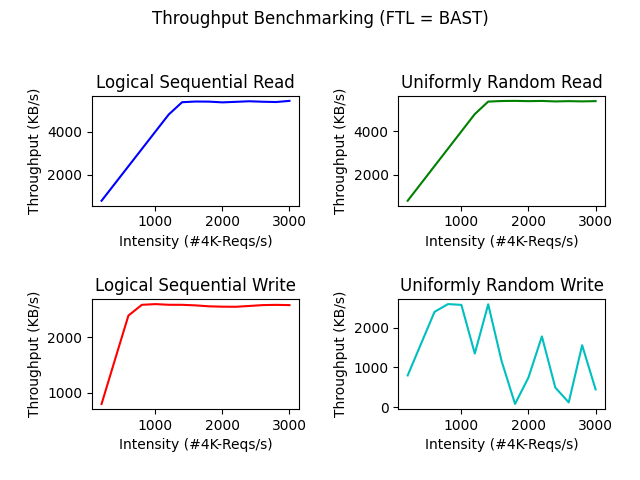 Throughput Benchmarking (FTL = BAST)
Logical Sequential Read
Throughput (KB/s)
4000
2000
1000 2000 3000
Intensity (#4K-Reqs/s)
Uniformly Random Read
Throughput (KB/s)
4000
2000
1000 2000 3000
Intensity (#4K-Reqs/s)
Logical Sequential Write
Throughput (KB/s)
2000
1000
1000 2000 3000
Intensity (#4K-Reqs/s)
Uniformly Random Write
Throughput (KB/s)
2000
1000
0
1000 2000 3000
Intensity (#4K-Reqs/s)